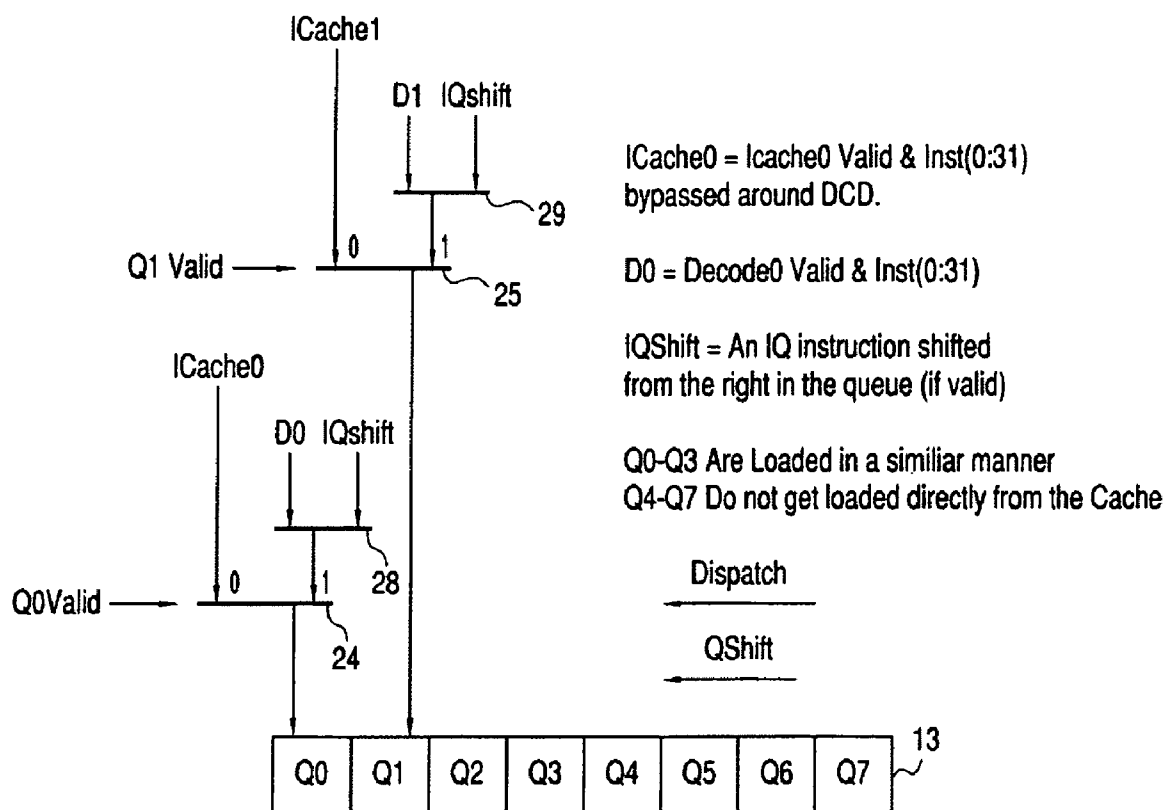 ICache1
D1 IQshift
29
0 1
Q1 Valid
25
ICache0
D0 IQshift
28
0 1
Q0Valid
24
ICache0 = Icache0 Valid & Inst(0:31)
bypassed around DCD.
D0 = Decode0 Valid & Inst(0:31)
IQShift = An IQ instruction shifted
from the right in the queue (if valid)
Q0-Q3 Are Loaded in a similiar manner
Q4-Q7 Do not get loaded directly from the Cache
Dispatch
QShift
13
Q0 Q1 Q2 Q3 Q4 Q5 Q6 Q7